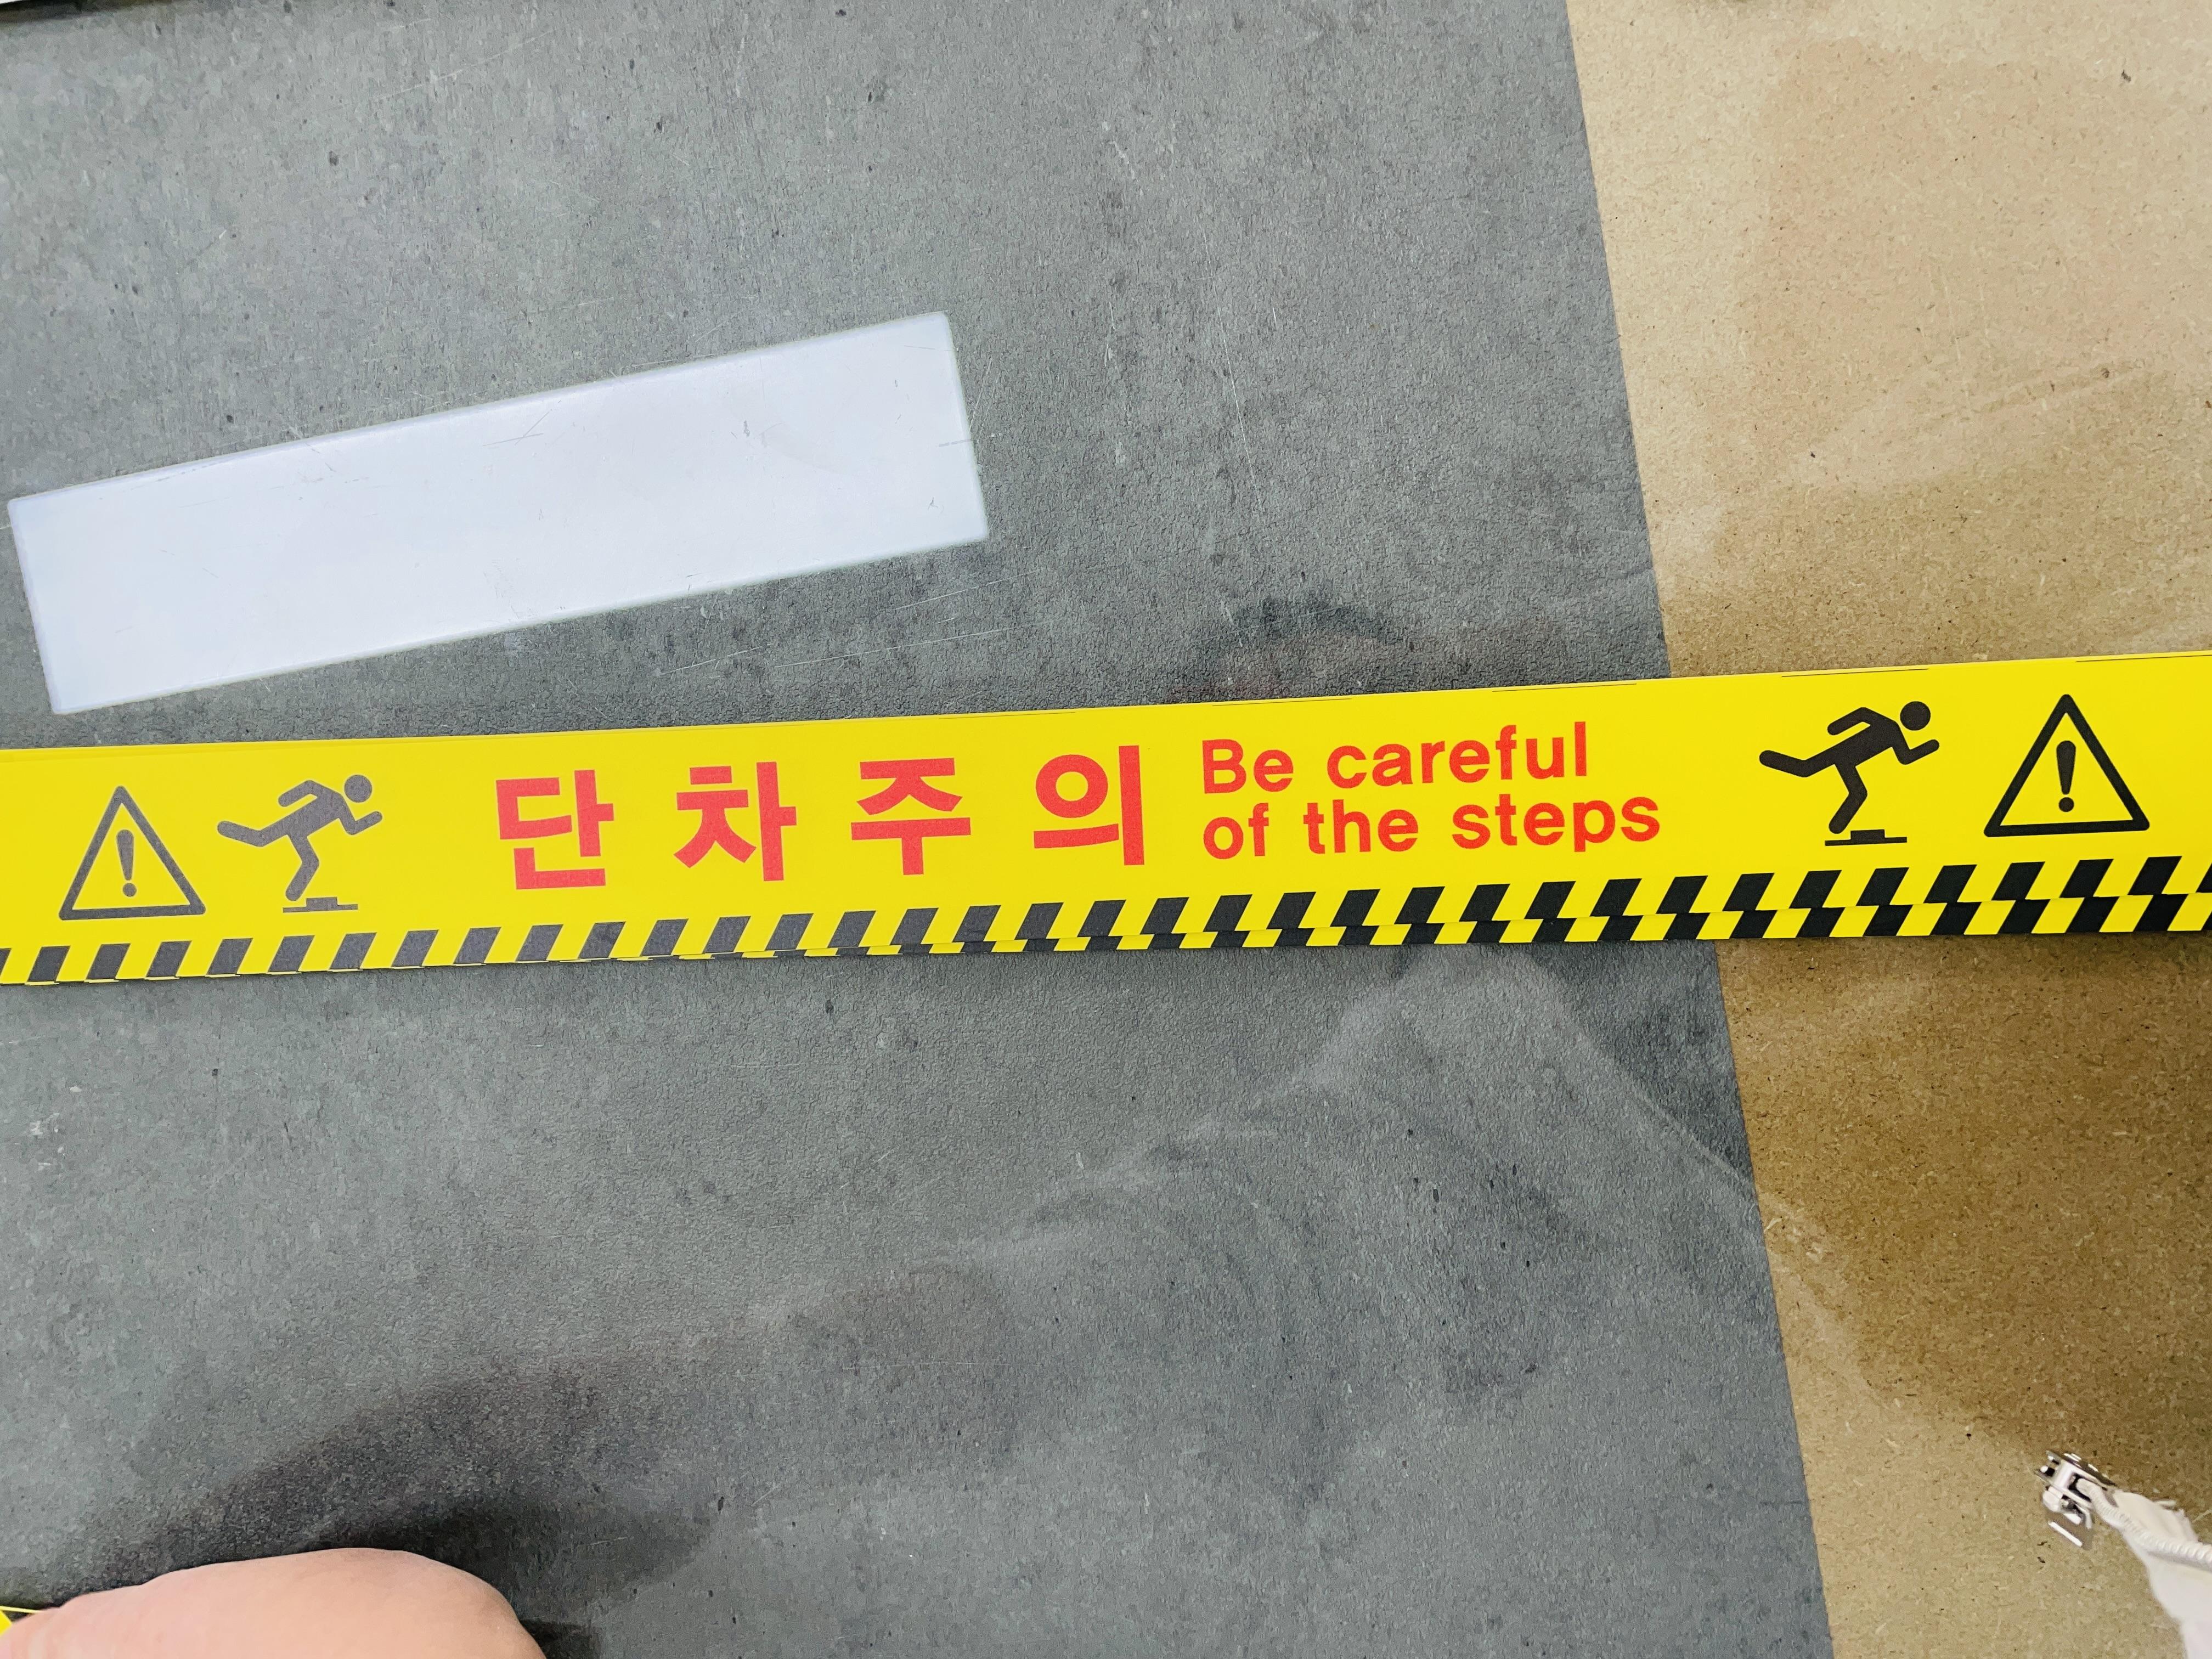 단차주의
Be careful
of the steps